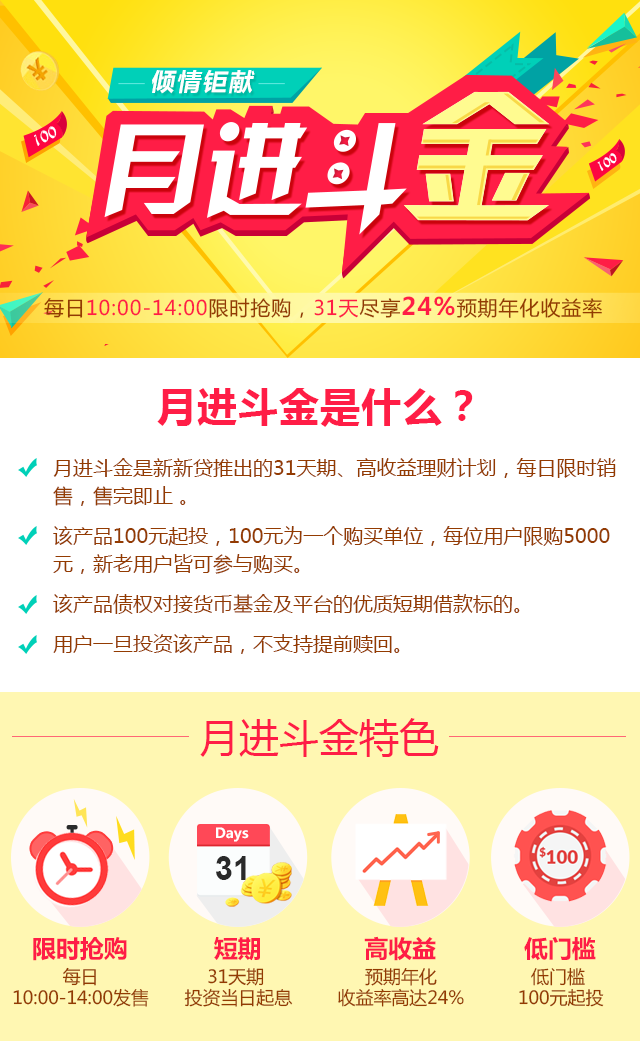 倾情钜献
月进斗金
100
100
每日10:00-14:00限时抢购，31天尽享24%预期年化收益率
月进斗金是什么？
月进斗金是新新贷推出的31天期、高收益理财计划，每日限时销
售，售完即止 。
该产品100元起投，100元为一个购买单位，每位用户限购5000
元，新老用户皆可参与购买。
该产品债权对接货币基金及平台的优质短期借款标的。
用户一旦投资该产品，不支持提前赎回。
月进斗金特色
Days
31
¥
$100
限时抢购
短期
高收益
低门槛
每日
31天期
预期年化
低门槛
10:00-14:00发售
投资当日起息
收益率高达24%
100元起投